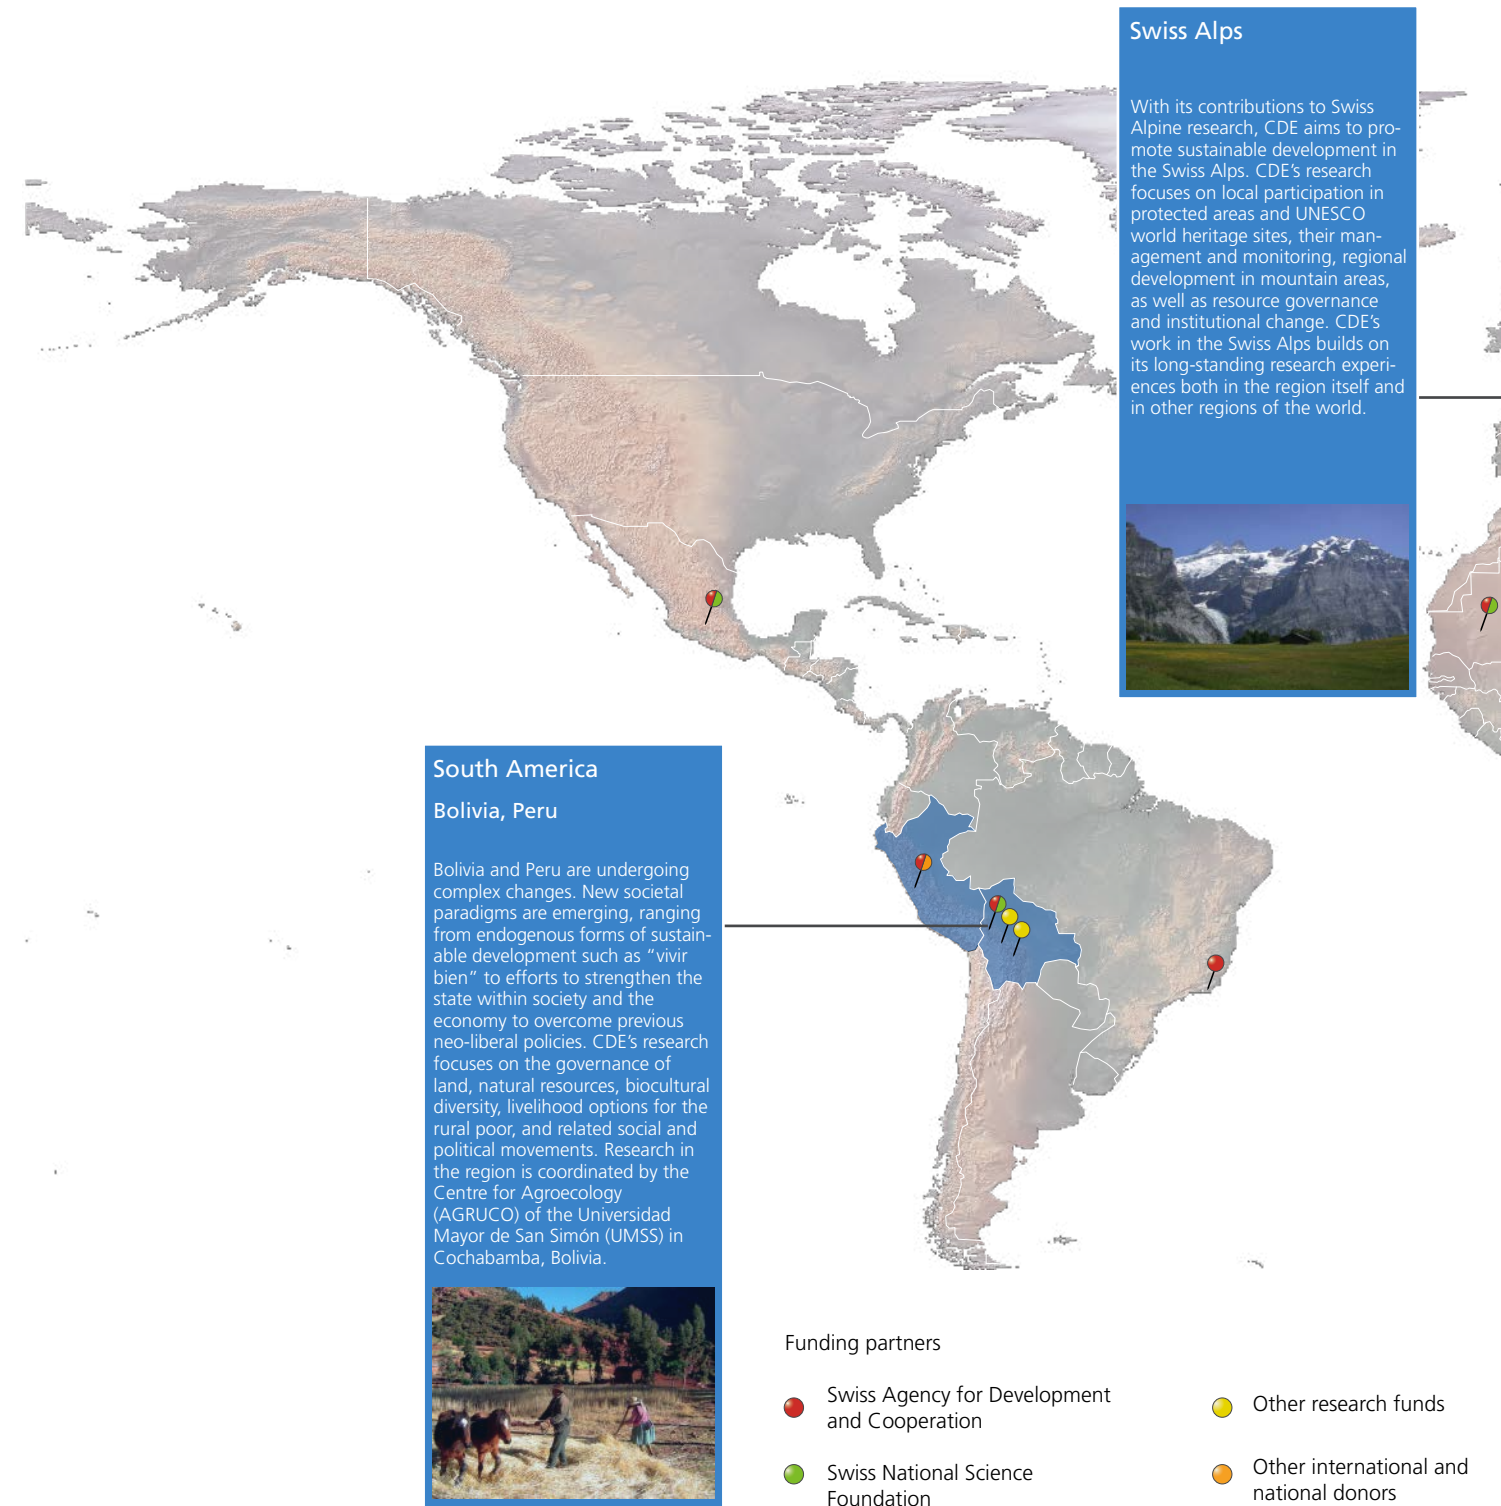 Swiss Alps
With its contributions to Swiss
Alpine research, CDE aims to pro-
mote sustainable development in
the Swiss Alps. CDE’s research
focuses on local participation in
protected areas and UNESCO
world heritage sites, their man-
agement and monitoring, regional
development in mountain areas,
as well as resource governance
and institutional change. CDE’s
work in the Swiss Alps builds on
its long-standing research experi-
ences both in the region itself and
in other regions of the world.
South America
Bolivia, Peru
Bolivia and Peru are undergoing
complex changes. New societal
paradigms are emerging, ranging
from endogenous forms of sustain-
able development such as “vivir
bien” to efforts to strengthen the
state within society and the
economy to overcome previous
neo-liberal policies. CDE’s research
focuses on the governance of
land, natural resources, biocultural
diversity, livelihood options for the
rural poor, and related social and
political movements. Research in
the region is coordinated by the
Centre for Agroecology
(AGRUCO) of the Universidad
Mayor de San Simón (UMSS) in
Cochabamba, Bolivia.
Funding partners
Swiss Agency for Development
and Cooperation
Swiss National Science
Foundation
Other research funds
Other international and
national donors